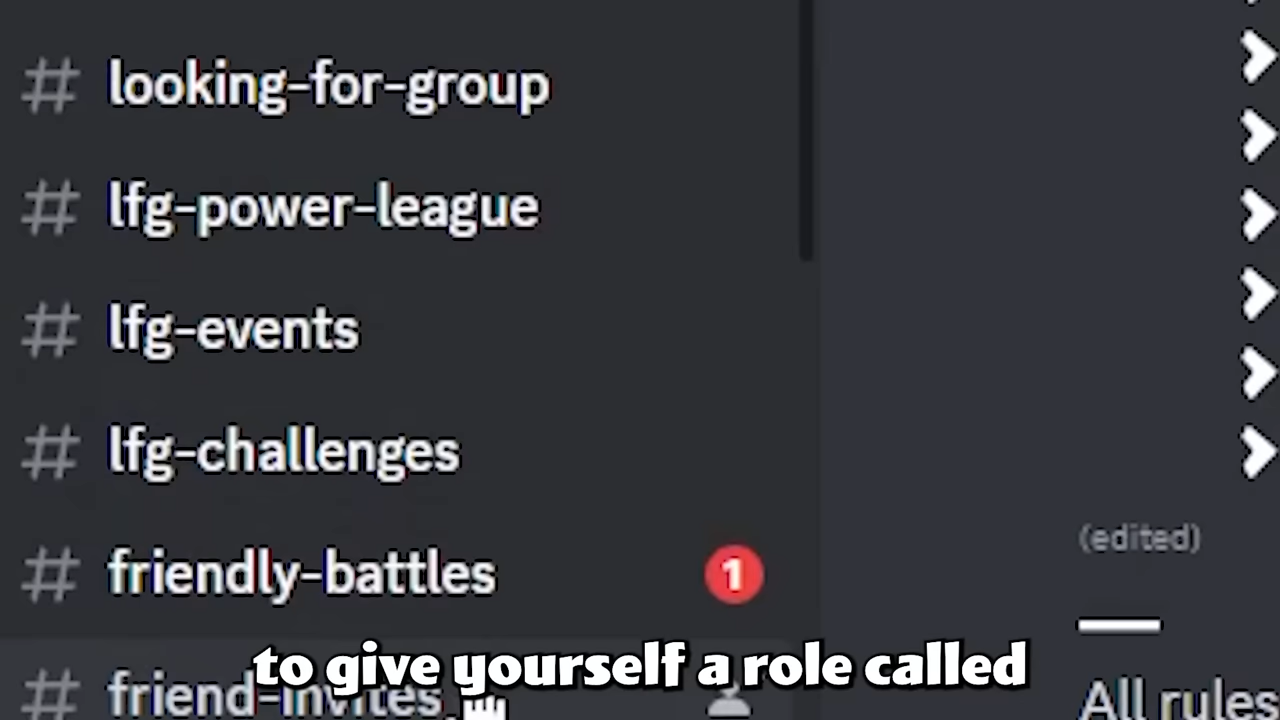 # looking-for-group
# lfg-power-league
# lfg-events
# lfg-challenges
(edited)
# friendly-battles 1
to give yourself a role called
# friend-invites
All rules